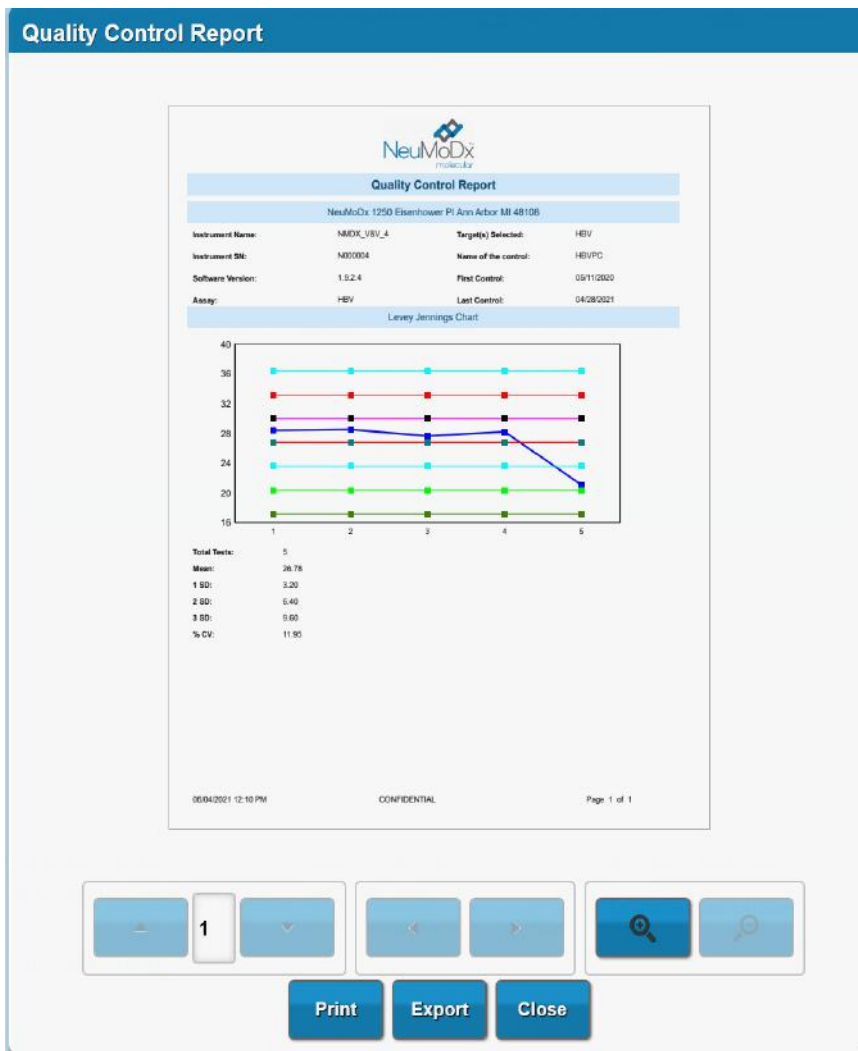 Quality Control Report
NeuMoDx
molecular
Quality Control Report
NeuMoDx 1250 Eisenhower Pl Ann Arbor MI 48108
Instrument Name: NMDX_V8V_4 Target(s) Selected: HBV
Instrument SN: N000004 Name of the control: HBVPC
Software Version: 1.9.2.4 First Control: 05/11/2020
Assay: HBV Last Control: 04/28/2021
Levey Jennings Chart
40
36
32
28
24
20
16
1 2 3 4 5
Total Tests: 5
Mean: 26.78
1 SD: 3.20
2 SD: 6.40
3 SD: 9.60
% CV: 11.95
06/04/2021 12:10 PM CONFIDENTIAL Page 1 of 1
1
Print Export Close